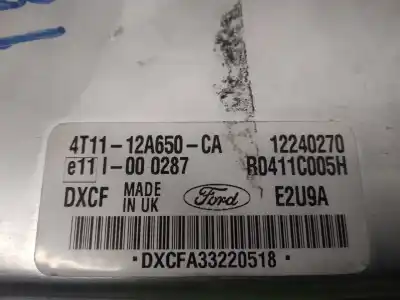 4T11-12A650-CA 12240270
e11 I-00 0287 R0411C005H
DXCF MADE IN UK Ford E2U9A
·DXCFA33220518·